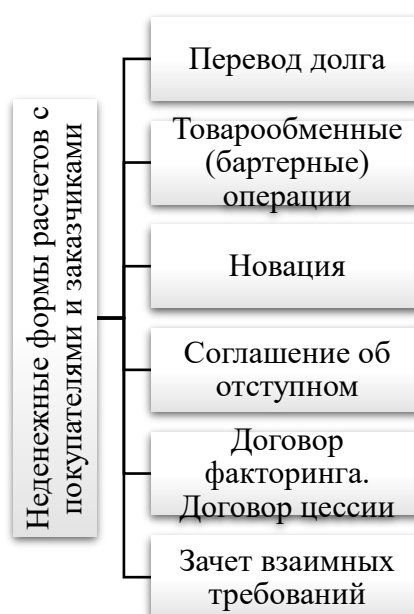 Неденежные формы расчетов с
покупателями и заказчиками
Перевод долга
Товарообменные
(бартерные)
операции
Новация
Соглашение об
отступном
Договор
факторинга.
Договор цессии
Зачет взаимных
требований